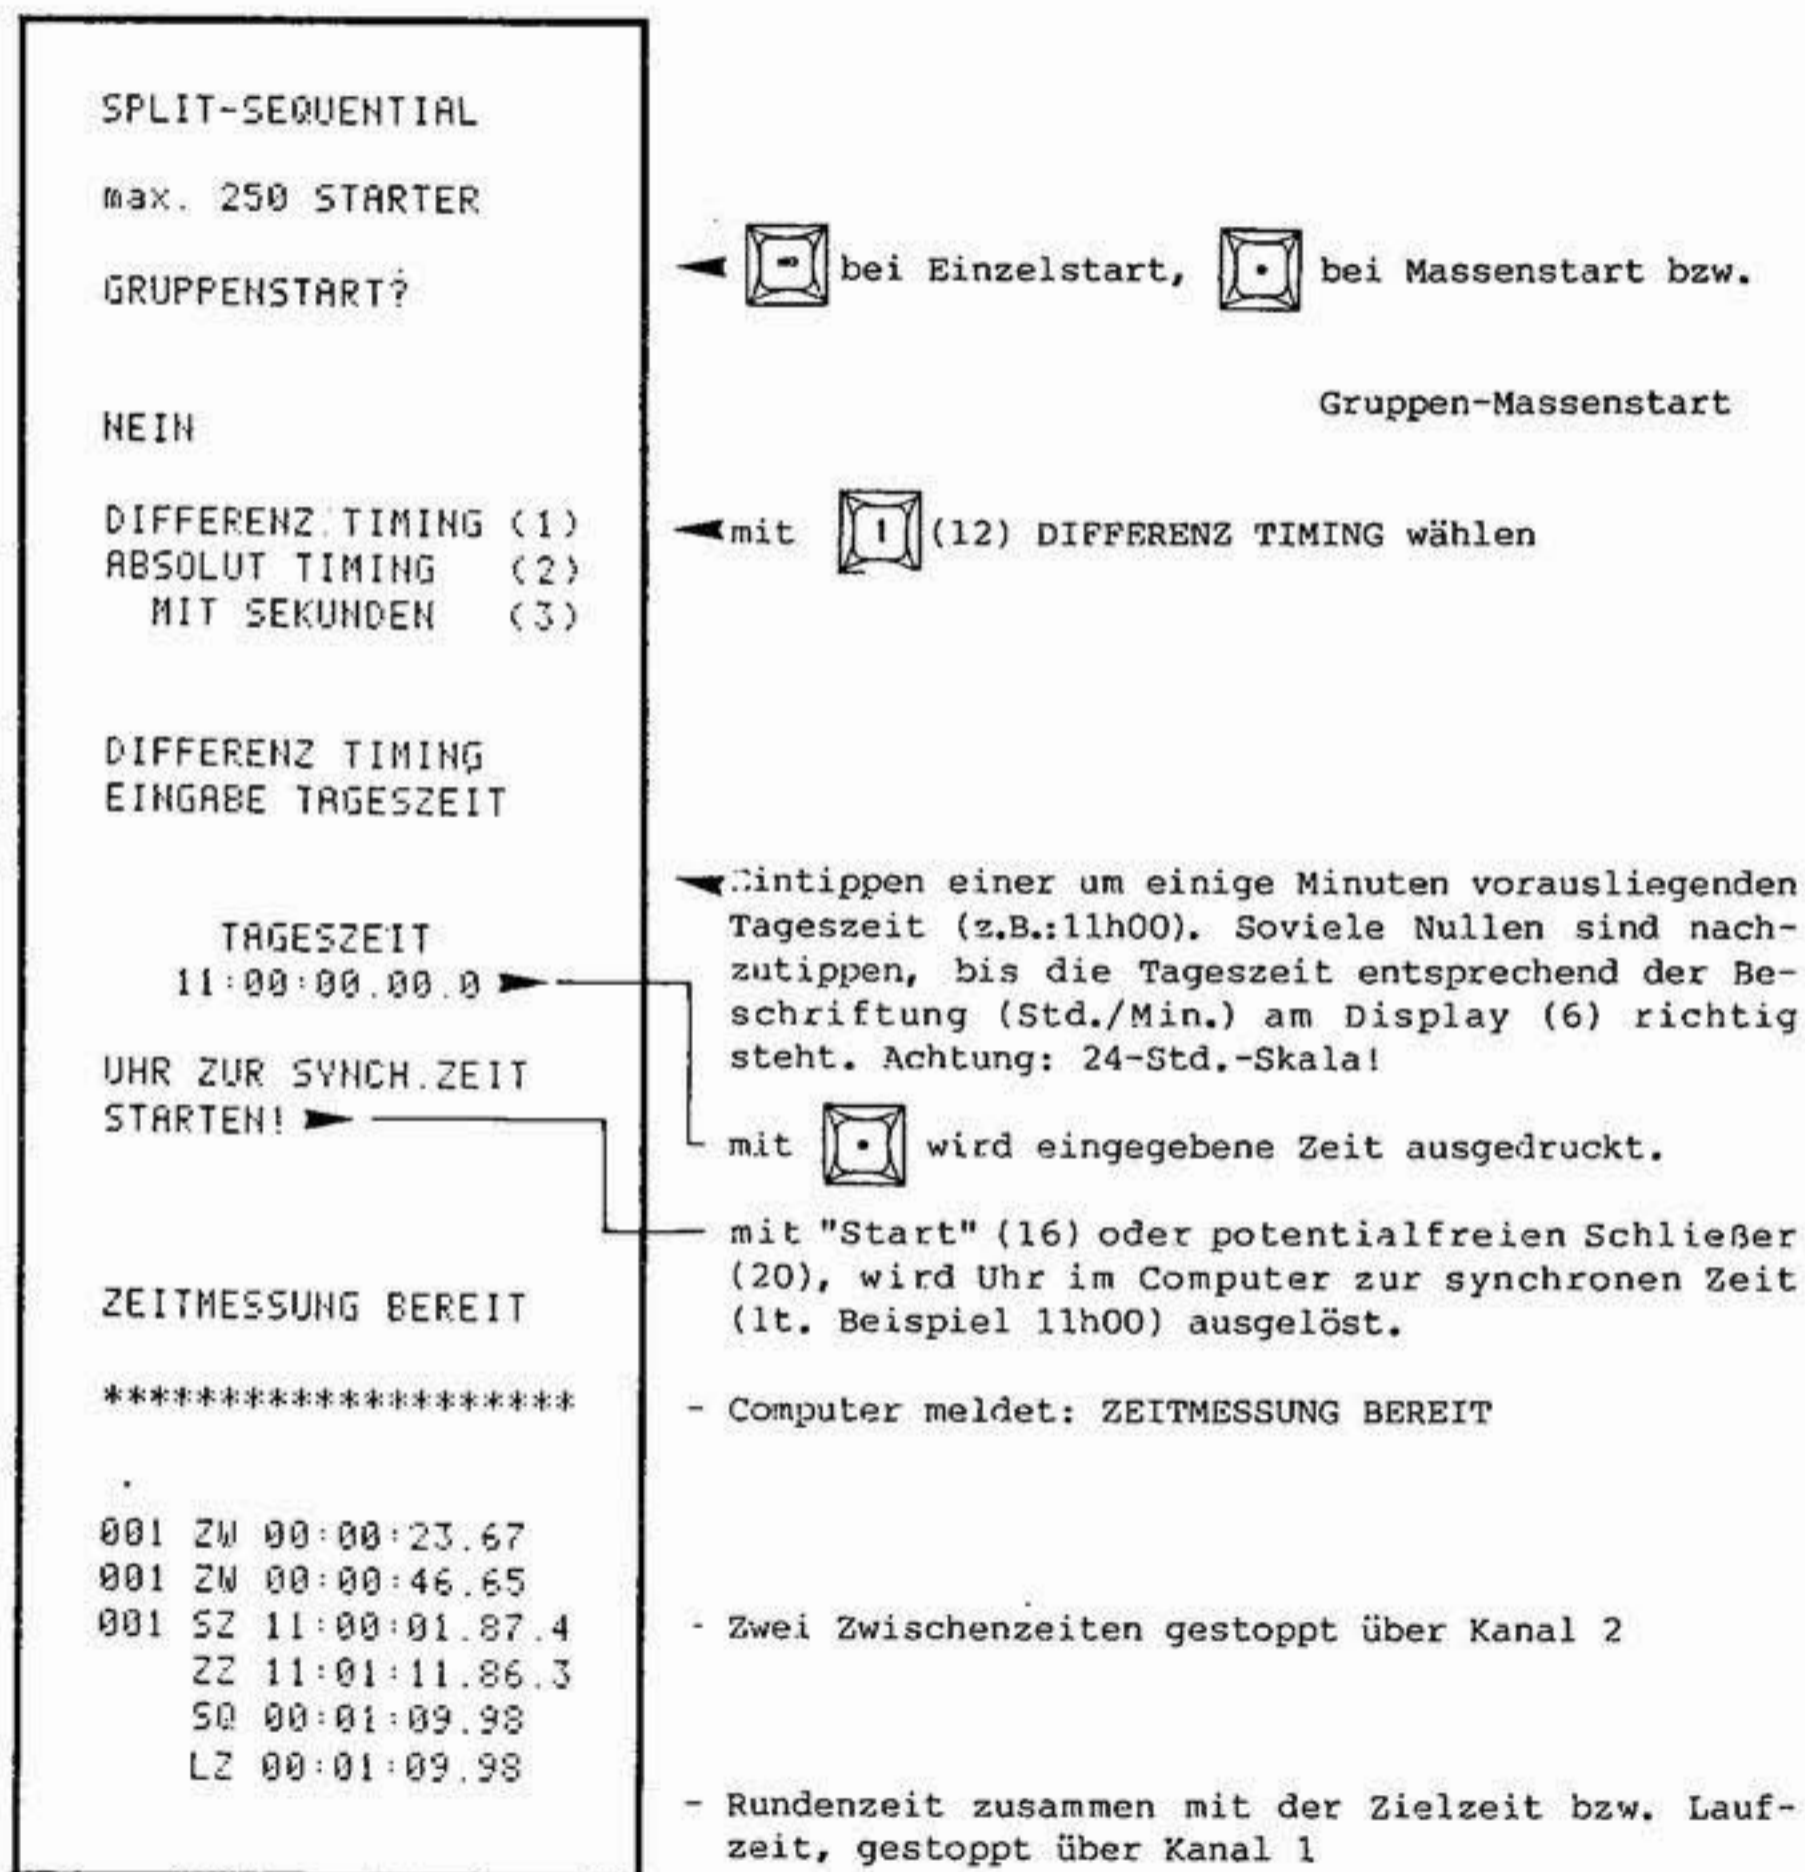 SPLIT-SEQUENTIAL
max. 250 STARTER
GRUPPENSTART?
bei Einzelstart, • bei Massenstart bzw.
Gruppen-Massenstart
NEIN
DIFFERENZ TIMING (1)
ABSOLUT TIMING (2)
MIT SEKUNDEN (3)
mit 1 (12) DIFFERENZ TIMING wählen
DIFFERENZ TIMING
EINGABE TAGESZEIT
TAGESZEIT
11:00:00.00.0
UHR ZUR SYNCH.ZEIT
STARTEN!
einer um einige Minuten vorausliegenden
Tageszeit (z.B.:11h00). Soviele Nullen sind nach-
zutippen, bis die Tageszeit entsprechend der Be-
schriftung (Std./Min.) am Display (6) richtig
steht. Achtung: 24-Std.-Skala!
mit • wird eingegebene Zeit ausgedruckt.
mit "Start" (16) oder potentialfreien Schließer
(20), wird Uhr im Computer zur synchronen Zeit
(lt. Beispiel 11h00) ausgelöst.
ZEITMESSUNG BEREIT
********************
- Computer meldet: ZEITMESSUNG BEREIT
001 ZW 00:00:23.67
001 ZW 00:00:46.65
001 SZ 11:00:01.87.4
ZZ 11:01:11.86.3
SQ 00:01:09.98
LZ 00:01:09.98
- Zwei Zwischenzeiten gestoppt über Kanal 2
- Rundenzeit zusammen mit der Zielzeit bzw. Lauf-
zeit, gestoppt über Kanal 1